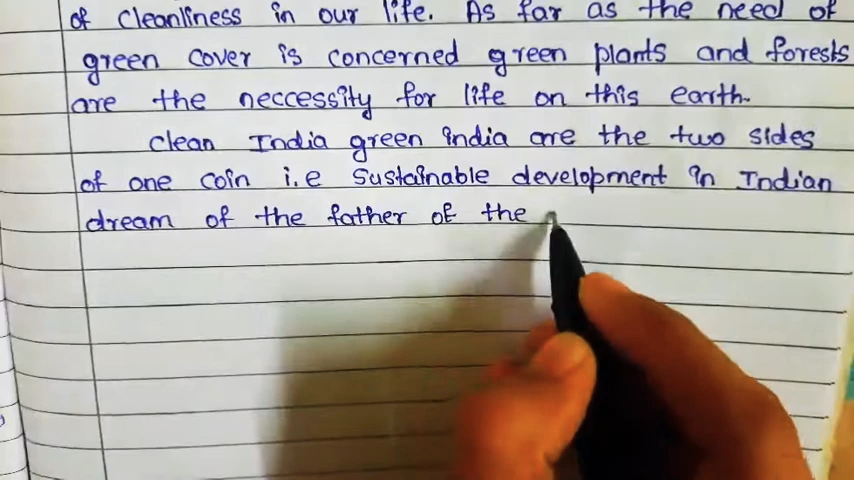 of cleanliness in our life. As far as the need of
green cover is concerned green plants and forests
are the neccessity for life on this earth.
clean India green india are the two sides
of one coin i.e sustainable development in Indian
dream of the father of the